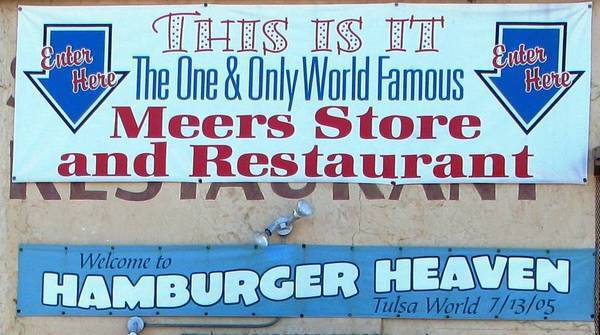 THIS IS IT
Enter Here
Enter Here
The One & Only World Famous
Meers Store
and Restaurant
RESTAURANT
Welcome to
HAMBURGER HEAVEN
Tulsa World 7/13/05